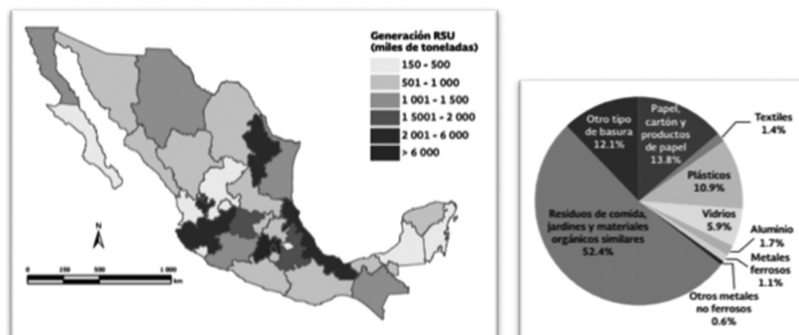 Generación RSU
(miles de toneladas)
150 - 500
501 - 1 000
1 001 - 1 500
1 5001 - 2 000
2 001 - 6 000
> 6 000
N
0
250
500
1 000
km
Otro tipo
de basura
12.1%
Papel,
cartón y
productos
de papel
13.8%
Textiles
1.4%
Plásticos
10.9%
Vidrios
5.9%
Aluminio
1.7%
Metales
ferrosos
1.1%
Otros metales
no ferrosos
0.6%
Residuos de comida,
jardines y materiales
orgánicos similares
52.4%